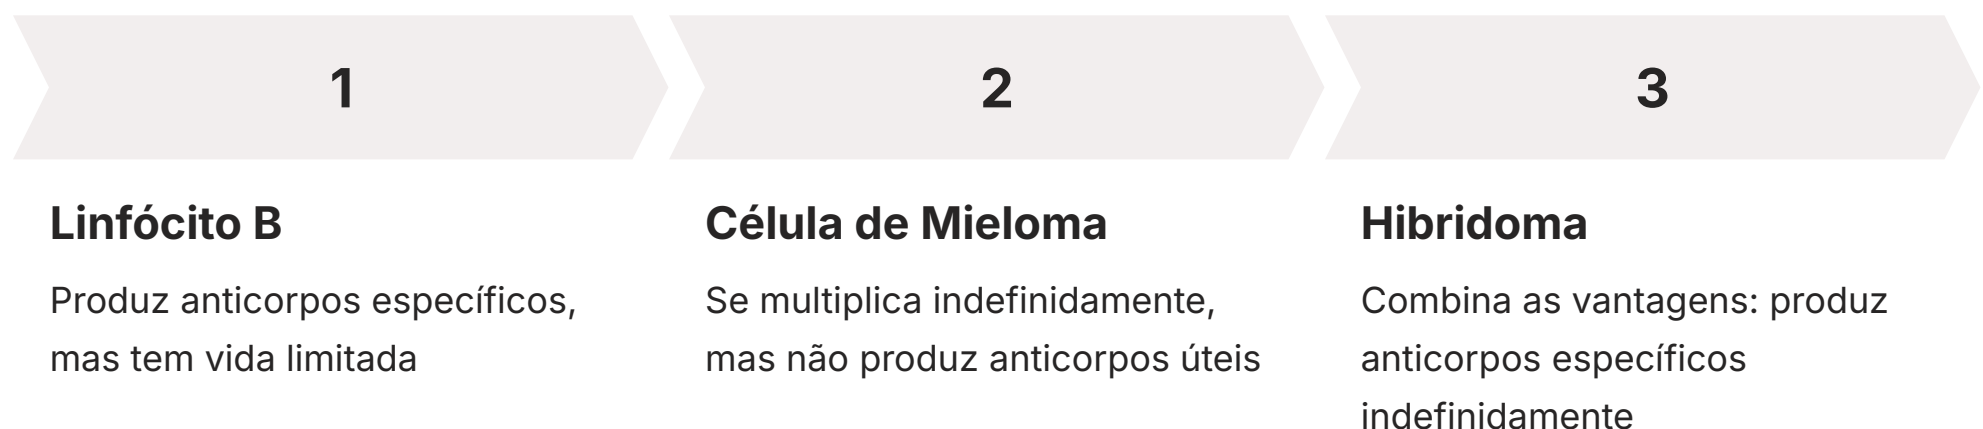 1
Linfócito B
Produz anticorpos específicos,
mas tem vida limitada
2
Célula de Mieloma
Se multiplica indefinidamente,
mas não produz anticorpos úteis
3
Hibridoma
Combina as vantagens: produz
anticorpos específicos
indefinidamente